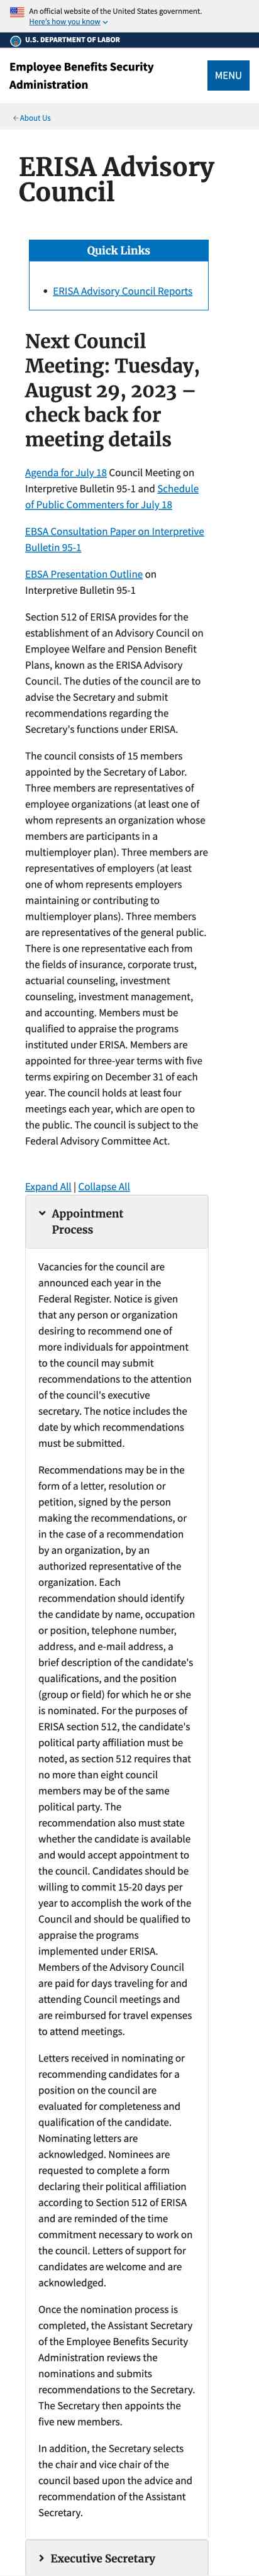 An official website of the United States government.
Here's how you know
U.S. DEPARTMENT OF LABOR
Employee Benefits Security
Administration
MENU
← About Us
ERISA Advisory
Council
Quick Links
• ERISA Advisory Council Reports
Next Council
Meeting: Tuesday,
August 29, 2023 –
check back for
meeting details
Agenda for July 18 Council Meeting on
Interpretive Bulletin 95-1 and Schedule
of Public Commenters for July 18
EBSA Consultation Paper on Interpretive
Bulletin 95-1
EBSA Presentation Outline on
Interpretive Bulletin 95-1
Section 512 of ERISA provides for the
establishment of an Advisory Council on
Employee Welfare and Pension Benefit
Plans, known as the ERISA Advisory
Council. The duties of the council are to
advise the Secretary and submit
recommendations regarding the
Secretary's functions under ERISA.
The council consists of 15 members
appointed by the Secretary of Labor.
Three members are representatives of
employee organizations (at least one of
whom represents an organization whose
members are participants in a
multiemployer plan). Three members are
representatives of employers (at least
one of whom represents employers
maintaining or contributing to
multiemployer plans). Three members
are representatives of the general public.
There is one representative each from
the fields of insurance, corporate trust,
actuarial counseling, investment
counseling, investment management,
and accounting. Members must be
qualified to appraise the programs
instituted under ERISA. Members are
appointed for three-year terms with five
terms expiring on December 31 of each
year. The council holds at least four
meetings each year, which are open to
the public. The council is subject to the
Federal Advisory Committee Act.
Expand All | Collapse All
Appointment
Process
Vacancies for the council are
announced each year in the
Federal Register. Notice is given
that any person or organization
desiring to recommend one of
more individuals for appointment
to the council may submit
recommendations to the attention
of the council's executive
secretary. The notice includes the
date by which recommendations
must be submitted.
Recommendations may be in the
form of a letter, resolution or
petition, signed by the person
making the recommendations, or
in the case of a recommendation
by an organization, by an
authorized representative of the
organization. Each
recommendation should identify
the candidate by name, occupation
or position, telephone number,
address, and e-mail address, a
brief description of the candidate's
qualifications, and the position
(group or field) for which he or she
is nominated. For the purposes of
ERISA section 512, the candidate's
political party affiliation must be
noted, as section 512 requires that
no more than eight council
members may be of the same
political party. The
recommendation also must state
whether the candidate is available
and would accept appointment to
the council. Candidates should be
willing to commit 15-20 days per
year to accomplish the work of the
Council and should be qualified to
appraise the programs
implemented under ERISA.
Members of the Advisory Council
are paid for days traveling for and
attending Council meetings and
are reimbursed for travel expenses
to attend meetings.
Letters received in nominating or
recommending candidates for a
position on the council are
evaluated for completeness and
qualification of the candidate.
Nominating letters are
acknowledged. Nominees are
requested to complete a form
declaring their political affiliation
according to Section 512 of ERISA
and are reminded of the time
commitment necessary to work on
the council. Letters of support for
candidates are welcome and are
acknowledged.
Once the nomination process is
completed, the Assistant Secretary
of the Employee Benefits Security
Administration reviews the
nominations and submits
recommendations to the Secretary.
The Secretary then appoints the
five new members.
In addition, the Secretary selects
the chair and vice chair of the
council based upon the advice and
recommendation of the Assistant
Secretary.
Executive Secretary